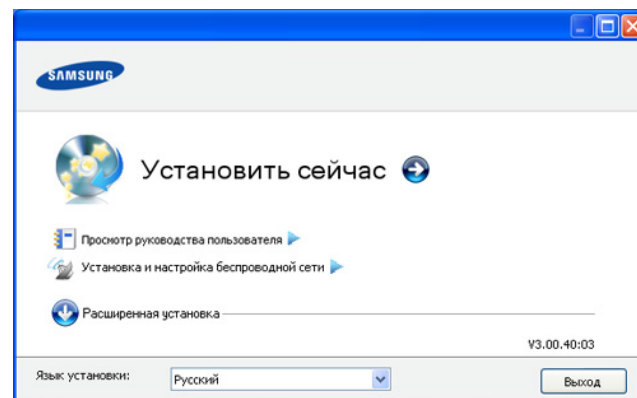 SAMSUNG
Установить сейчас
Просмотр руководства пользователя
Установка и настройка беспроводной сети
Расширенная установка
V3.00.40:03
Язык установки: Русский Выход